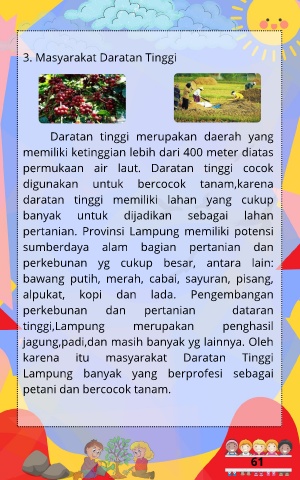 3. Masyarakat Daratan Tinggi
Daratan tinggi merupakan daerah yang
memiliki ketinggian lebih dari 400 meter diatas
permukaan air laut. Daratan tinggi cocok
digunakan untuk bercocok tanam,karena
daratan tinggi memiliki lahan yang cukup
banyak untuk dijadikan sebagai lahan
pertanian. Provinsi Lampung memiliki potensi
sumberdaya alam bagian pertanian dan
perkebunan yg cukup besar, antara lain:
bawang putih, merah, cabai, sayuran, pisang,
alpukat, kopi dan lada. Pengembangan
perkebunan dan pertanian dataran
tinggi,Lampung merupakan penghasil
jagung,padi,dan masih banyak yg lainnya. Oleh
karena itu masyarakat Daratan Tinggi
Lampung banyak yang berprofesi sebagai
petani dan bercocok tanam.
61